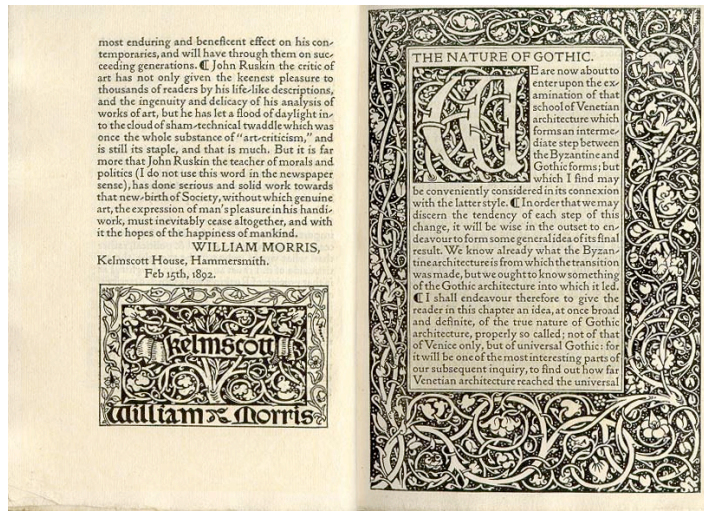 most enduring and beneficent effect on his con-
temporaries, and will have through them on suc-
ceeding generations. ❡ John Ruskin the critic of
art has not only given the keenest pleasure to
thousands of readers by his life-like descriptions,
and the ingenuity and delicacy of his analysis of
works of art, but he has let a flood of daylight in-
to the cloud of sham-technical twaddle which was
once the whole substance of "art-criticism," and
is still its staple, and that is much. But it is far
more that John Ruskin the teacher of morals and
politics (I do not use this word in the newspaper
sense), has done serious and solid work towards
that new-birth of Society, without which genuine
art, the expression of man's pleasure in his handi-
work, must inevitably cease altogether, and with
it the hopes of the happiness of mankind.
WILLIAM MORRIS,
Kelmscott House, Hammersmith.
Feb 15th, 1892.
Kelmscott
William Morris
THE NATURE OF GOTHIC.
WE are now about to
enter upon the ex-
amination of that
school of Venetian
architecture which
forms an interme-
diate step between
the Byzantine and
Gothic forms; but
which I find may
be conveniently considered in its connexion
with the latter style. ❡ In order that we may
discern the tendency of each step of this
change, it will be wise in the outset to en-
deavour to form some general idea of its final
result. We know already what the Byzan-
tine architecture is from which the transition
was made, but we ought to know something
of the Gothic architecture into which it led.
❡ I shall endeavour therefore to give the
reader in this chapter an idea, at once broad
and definite, of the true nature of Gothic
architecture, properly so called; not of that
of Venice only, but of universal Gothic: for
it will be one of the most interesting parts of
our subsequent inquiry, to find out how far
Venetian architecture reached the universal